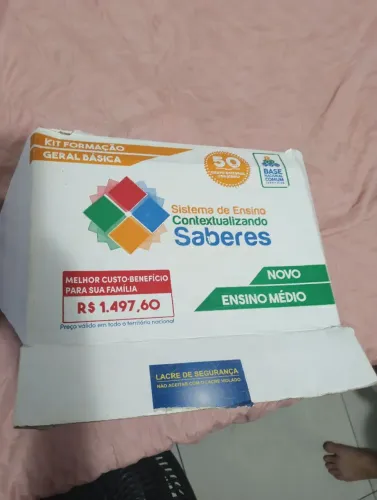 KIT FORMAÇÃO
GERAL BÁSICA
50
BASE
NACIONAL
COMUM
Sistema de Ensino
Contextualizando
Saberes
MELHOR CUSTO-BENEFÍCIO
PARA SUA FAMÍLIA
R$ 1.497,60
Preço válido em todo o território nacional
NOVO
ENSINO MÉDIO
LACRE DE SEGURANÇA
NÃO ACEITAR COM O LACRE VIOLADO